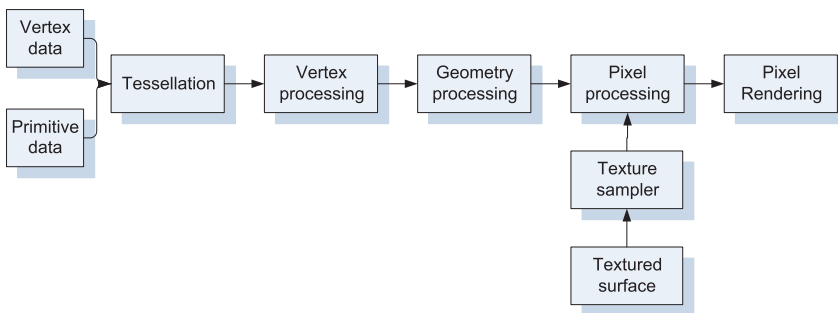 Vertex
data
Primitive
data
Tessellation
Vertex
processing
Geometry
processing
Pixel
processing
Pixel
Rendering
Texture
sampler
Textured
surface